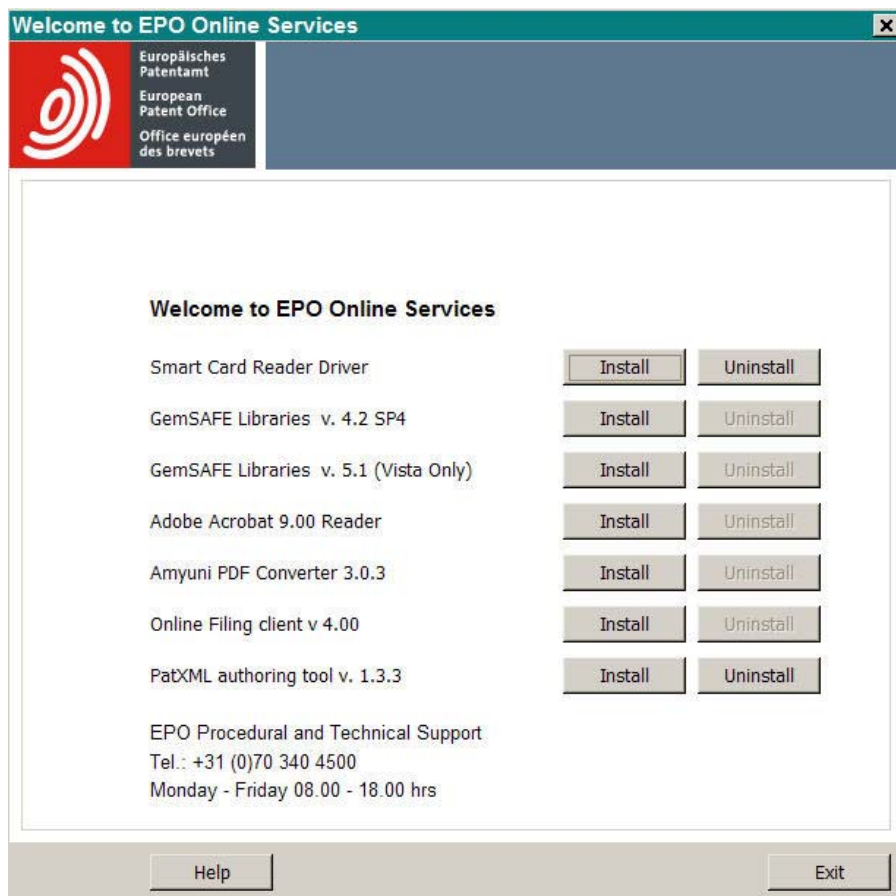 Welcome to EPO Online Services
Europäisches
Patentamt
European
Patent Office
Office européen
des brevets
Welcome to EPO Online Services
Smart Card Reader Driver Install Uninstall
GemSAFE Libraries v. 4.2 SP4 Install Uninstall
GemSAFE Libraries v. 5.1 (Vista Only) Install Uninstall
Adobe Acrobat 9.00 Reader Install Uninstall
Amyuni PDF Converter 3.0.3 Install Uninstall
Online Filing client v 4.00 Install Uninstall
PatXML authoring tool v. 1.3.3 Install Uninstall
EPO Procedural and Technical Support
Tel.: +31 (0)70 340 4500
Monday - Friday 08.00 - 18.00 hrs
Help Exit